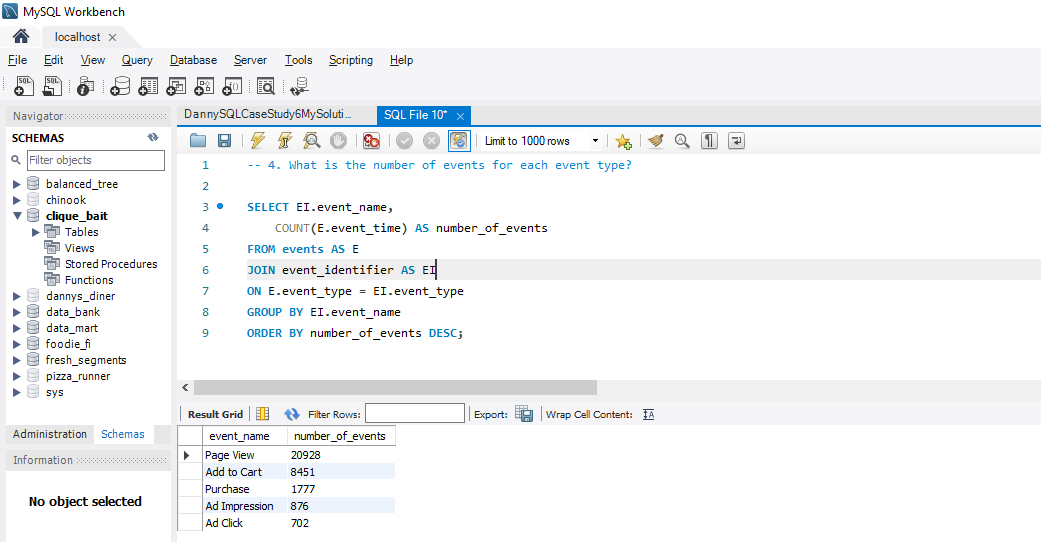 MySQL Workbench
localhost
File Edit View Query Database Server Tools Scripting Help
Navigator
SCHEMAS
Filter objects
balanced_tree
chinook
clique_bait
Tables
Views
Stored Procedures
Functions
dannys_diner
data_bank
data_mart
foodie_fi
fresh_segments
pizza_runner
sys
Administration Schemas
Information
No object selected
DannySQLCaseStudy6MySoluti... SQL File 10*
Limit to 1000 rows
1 -- 4. What is the number of events for each event type?
2
3 SELECT EI.event_name,
4 COUNT(E.event_time) AS number_of_events
5 FROM events AS E
6 JOIN event_identifier AS EI
7 ON E.event_type = EI.event_type
8 GROUP BY EI.event_name
9 ORDER BY number_of_events DESC;
Result Grid Filter Rows: Export: Wrap Cell Content: IA
event_name number_of_events
Page View 20928
Add to Cart 8451
Purchase 1777
Ad Impression 876
Ad Click 702